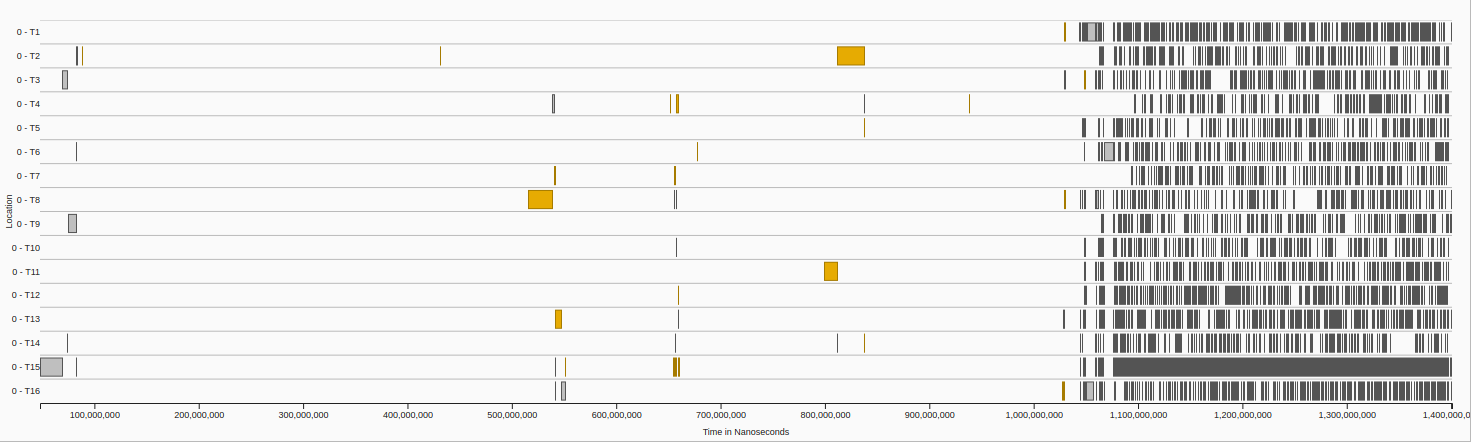 0 - T1
0 - T2
0 - T3
0 - T4
0 - T5
0 - T6
0 - T7
0 - T8
Location
0 - T9
0 - T10
0 - T11
0 - T12
0 - T13
0 - T14
0 - T15
0 - T16
100,000,000 200,000,000 300,000,000 400,000,000 500,000,000 600,000,000 700,000,000 800,000,000 900,000,000 1,000,000,000 1,100,000,000 1,200,000,000 1,300,000,000 1,400,000,0
Time in Nanoseconds